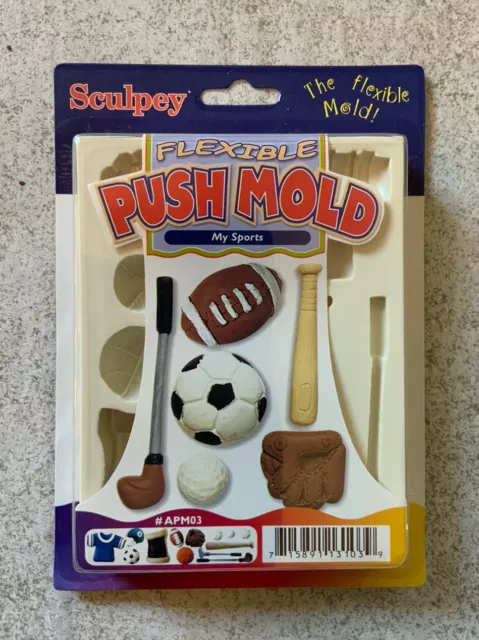 Sculpey
The flexible
Mold!
FLEXIBLE
PUSH MOLD
My Sports
#APM03
7 15891 13103 9